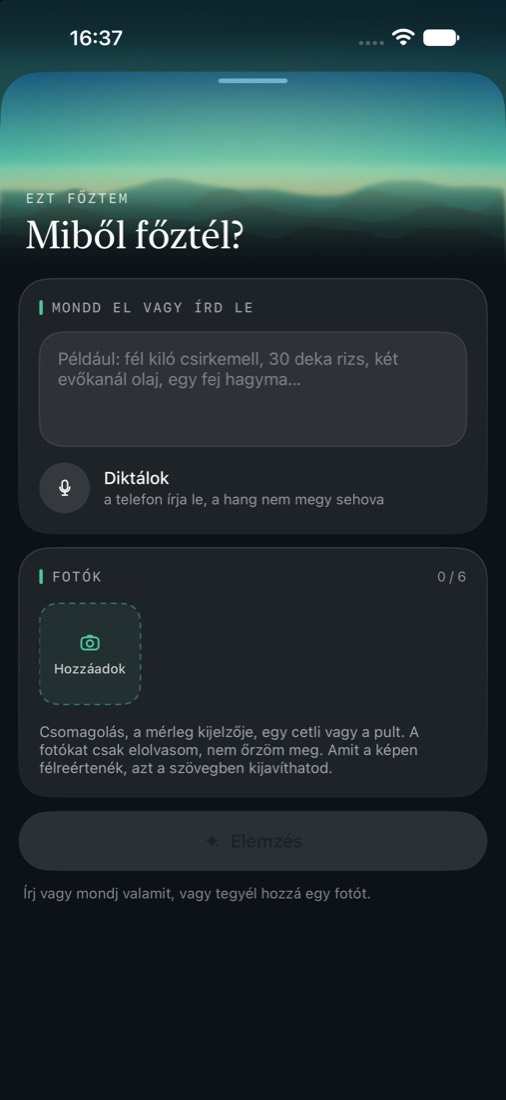 16:37
EZT FŐZTEM
Miből főztél?
MONDD EL VAGY ÍRD LE
Például: fél kiló csirkemell, 30 deka rizs, két
evőkanál olaj, egy fej hagyma...
Diktálok
a telefon írja le, a hang nem megy sehova
FOTÓK
0 / 6
Hozzáadok
Csomagolás, a mérleg kijelzője, egy cetli vagy a pult. A
fotókat csak elolvasom, nem őrzöm meg. Amit a képen
félreértenék, azt a szövegben kijavíthatod.
Elemzés
Írj vagy mondj valamit, vagy tegyél hozzá egy fotót.